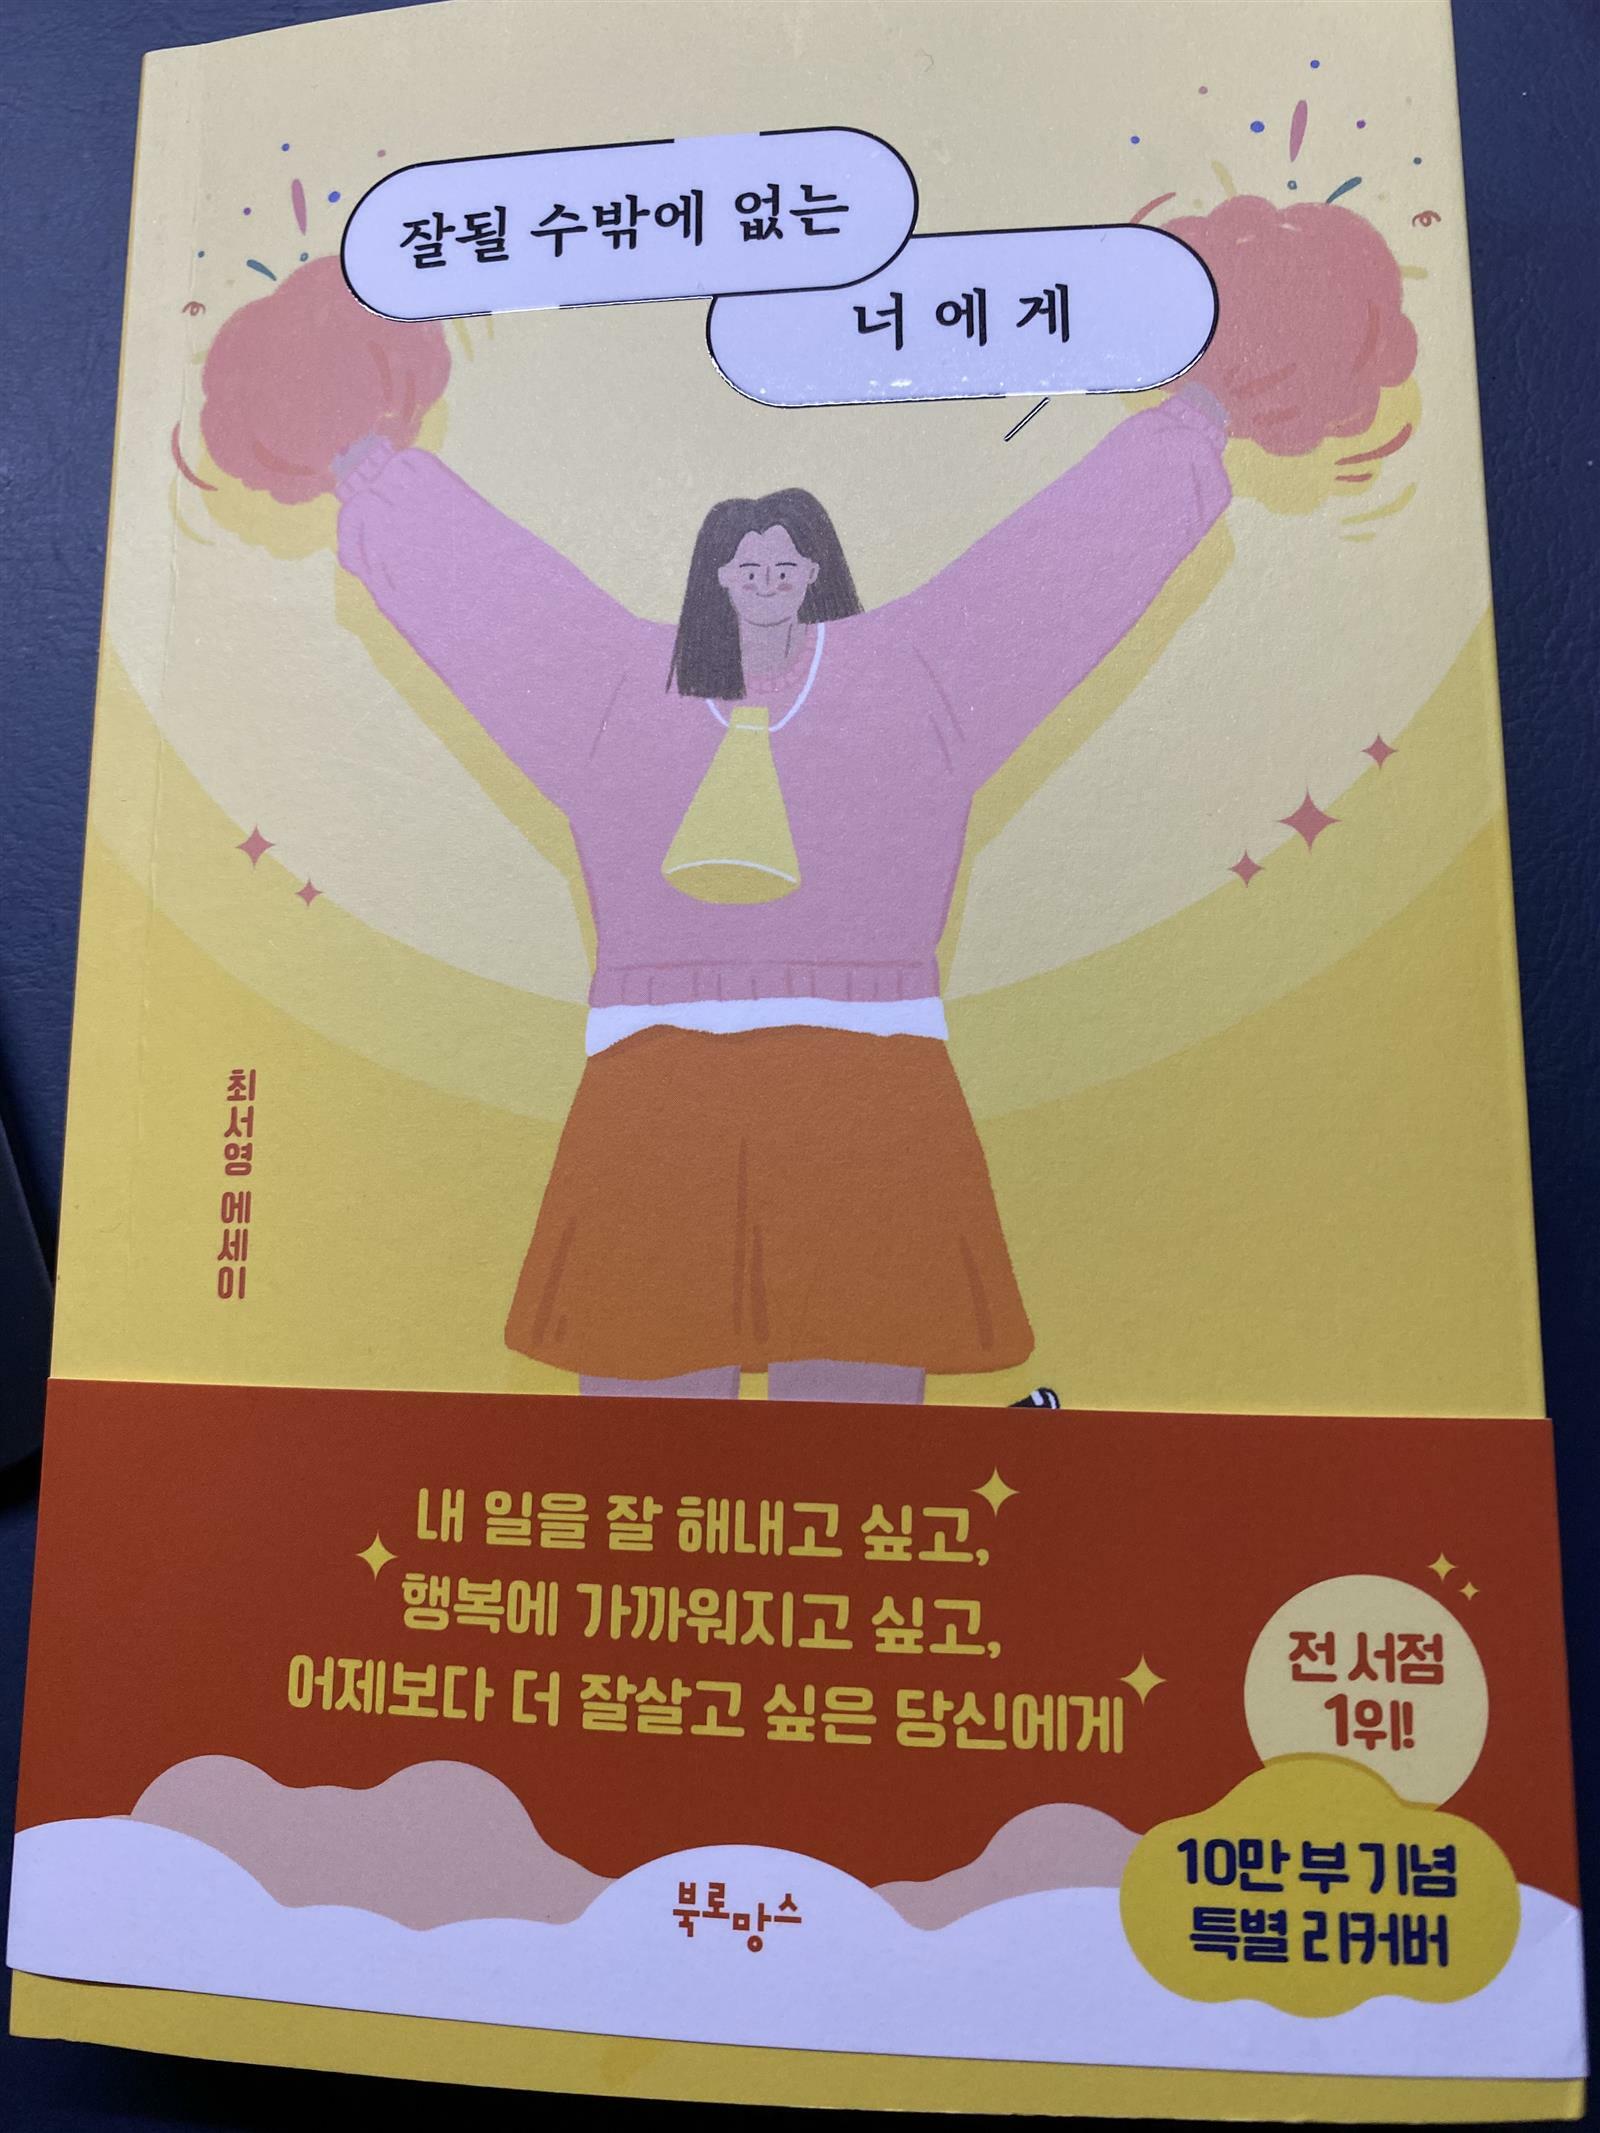 잘될 수밖에 없는
너에게
최서영 에세이
내 일을 잘 해내고 싶고,
행복에 가까워지고 싶고,
어제보다 더 잘살고 싶은 당신에게
전 서점
1위!
10만 부 기념
특별 리커버
북로망스